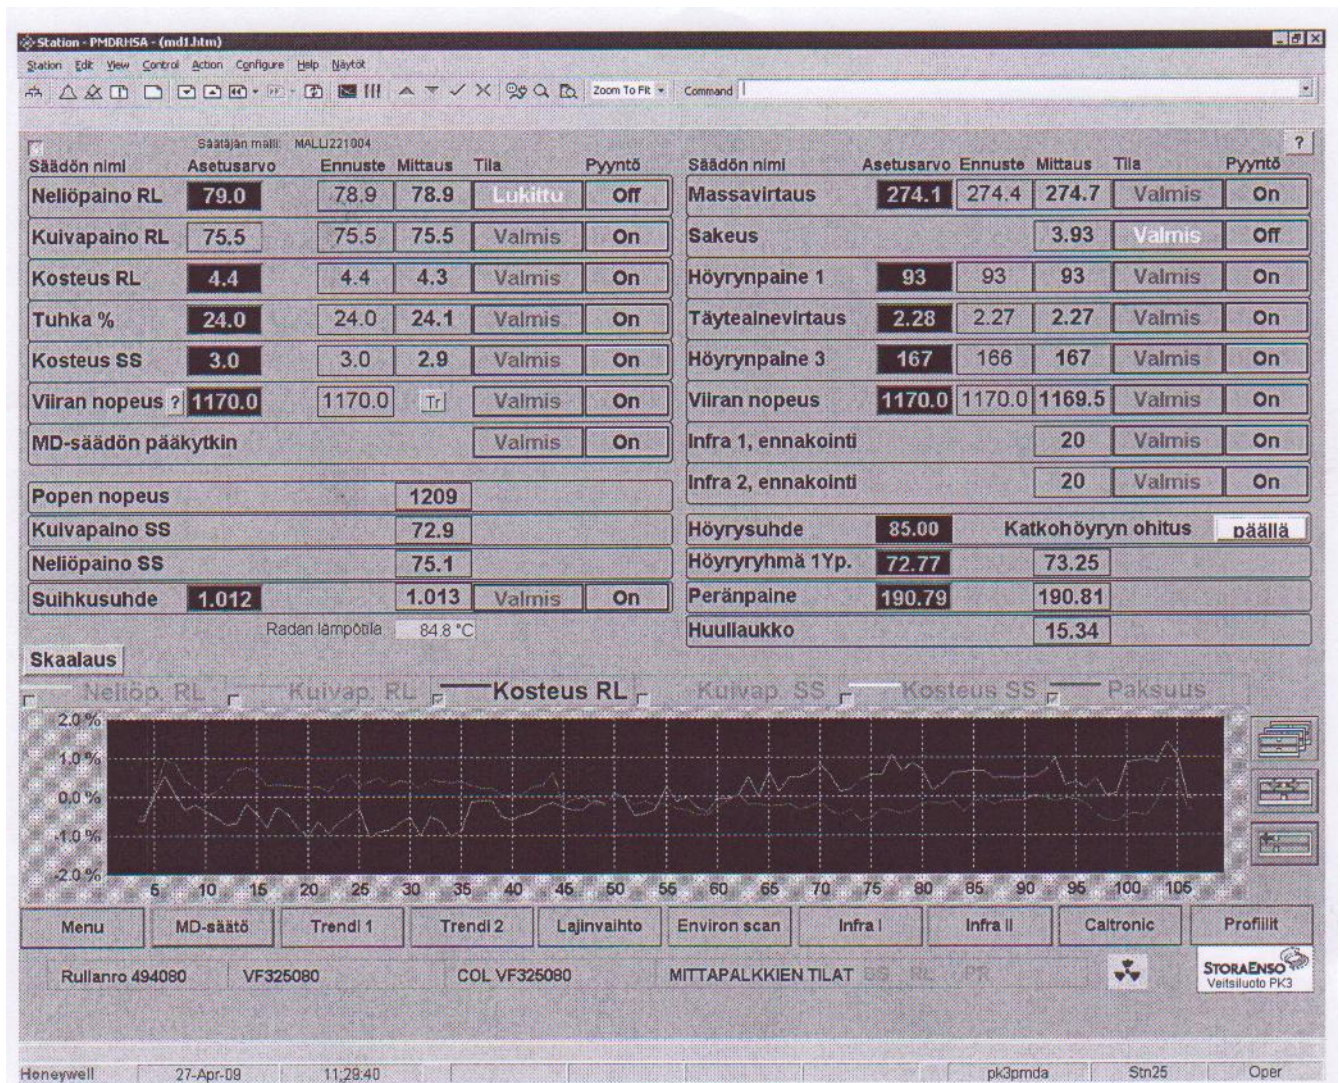 Station - PMDRHSA - (md1.htm)
Station Edit View Control Action Configure Help Näytöt
Zoom To Fit Command
Säätäjän malli: MALLI221004 ?
Säädön nimi Asetusarvo Ennuste Mittaus Tila Pyyntö
Neliöpaino RL 79.0 78.9 78.9 Lukittu Off
Kuivapaino RL 75.5 75.5 75.5 Valmis On
Kosteus RL 4.4 4.4 4.3 Valmis On
Tuhka % 24.0 24.0 24.1 Valmis On
Kosteus SS 3.0 3.0 2.9 Valmis On
Viiran nopeus ? 1170.0 1170.0 Tr Valmis On
MD-säädön pääkytkin Valmis On
Popen nopeus 1209
Kuivapaino SS 72.9
Neliöpaino SS 75.1
Suihkusuhde 1.012 1.013 Valmis On
Radan lämpötila 84.8 °C
Säädön nimi Asetusarvo Ennuste Mittaus Tila Pyyntö
Massavirtaus 274.1 274.4 274.7 Valmis On
Sakeus 3.93 Valmis Off
Höyrynpaine 1 93 93 93 Valmis On
Täyteainevirtaus 2.28 2.27 2.27 Valmis On
Höyrynpaine 3 167 166 167 Valmis On
Viiran nopeus 1170.0 1170.0 1169.5 Valmis On
Infra 1, ennakointi 20 Valmis On
Infra 2, ennakointi 20 Valmis On
Höyrysuhde 85.00 Katkohöyryn ohitus päällä
Höyryryhmä 1Yp. 72.77 73.25
Peränpaine 190.79 190.81
Huuliaukko 15.34
Skaalaus
Neliöp. RL Kuivap. RL Kosteus RL Kuivap. SS Kosteus SS Paksuus
2.0 %
1.0 %
0.0 %
-1.0 %
-2.0 %
5 10 15 20 25 30 35 40 45 50 55 60 65 70 75 80 85 90 95 100 106
Menu MD-säätö Trendi 1 Trendi 2 Lajinvaihto Environ scan Infra I Infra II Caltronic Profiilit
Rullanro 494080 VF325080 COL VF325080 MITTAPALKKIEN TILAT SS RL PR
STORAENSO
Veitsiluoto PK3
Honeywell 27-Apr-09 11:29:40 pk3pmda Stn25 Oper